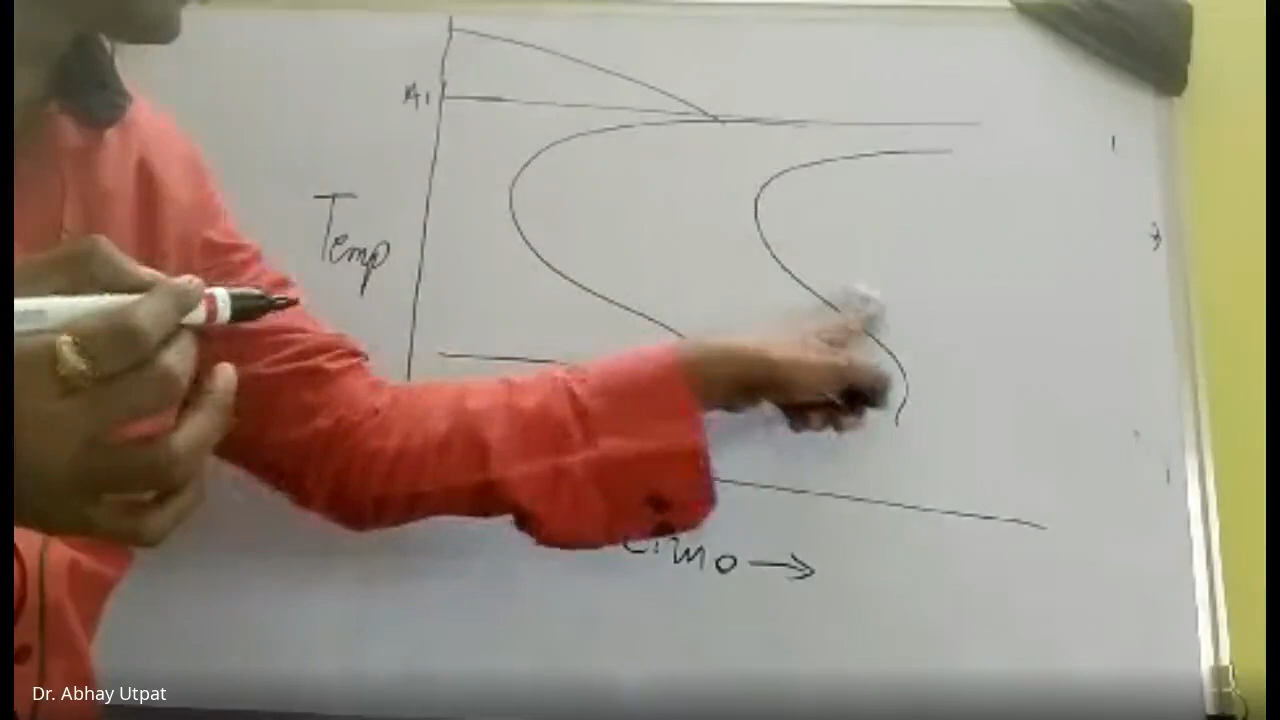 A1
Temp
Time →
Dr. Abhay Utpat